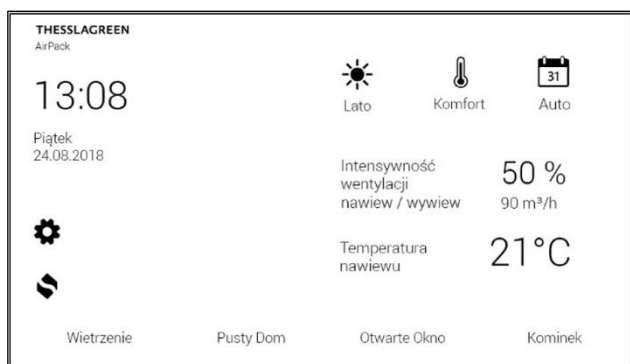 THESSLAGREEN
AirPack
13:08
Piątek
24.08.2018
31
Lato
Komfort
Auto
Intensywność
wentylacji
nawiew / wywiew
50 %
90 m³/h
Temperatura
nawiewu
21°C
Wietrzenie
Pusty Dom
Otwarte Okno
Kominek